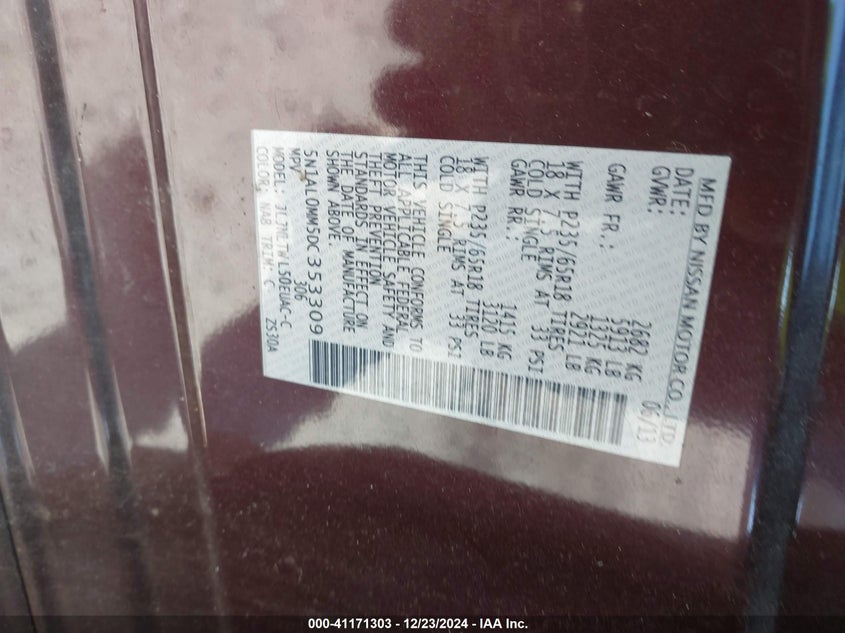 MFD BY NISSAN MOTOR CO., LTD.
DATE: 06/13
GVWR: 2682 KG
5913 LB
GAWR FR.: 1325 KG
2921 LB
WITH P235/65R18 TIRES
18 X 7.5 RIMS AT 33 PSI
COLD SINGLE
GAWR RR.: 1415 KG
3120 LB
WITH P235/65R18 TIRES
18 X 7.5 RIMS AT 33 PSI
COLD SINGLE
THIS VEHICLE CONFORMS TO
ALL APPLICABLE FEDERAL
MOTOR VEHICLE SAFETY AND
THEFT PREVENTION
STANDARDS IN EFFECT ON
THE DATE OF MANUFACTURE
SHOWN ABOVE.
5N1AL0MM5DC353309
MPV 306
MODEL: JLJNLJWL50EUAC-C
COLOR: NAB TRIM: C 2S30A
000-41171303 - 12/23/2024 - IAA Inc.